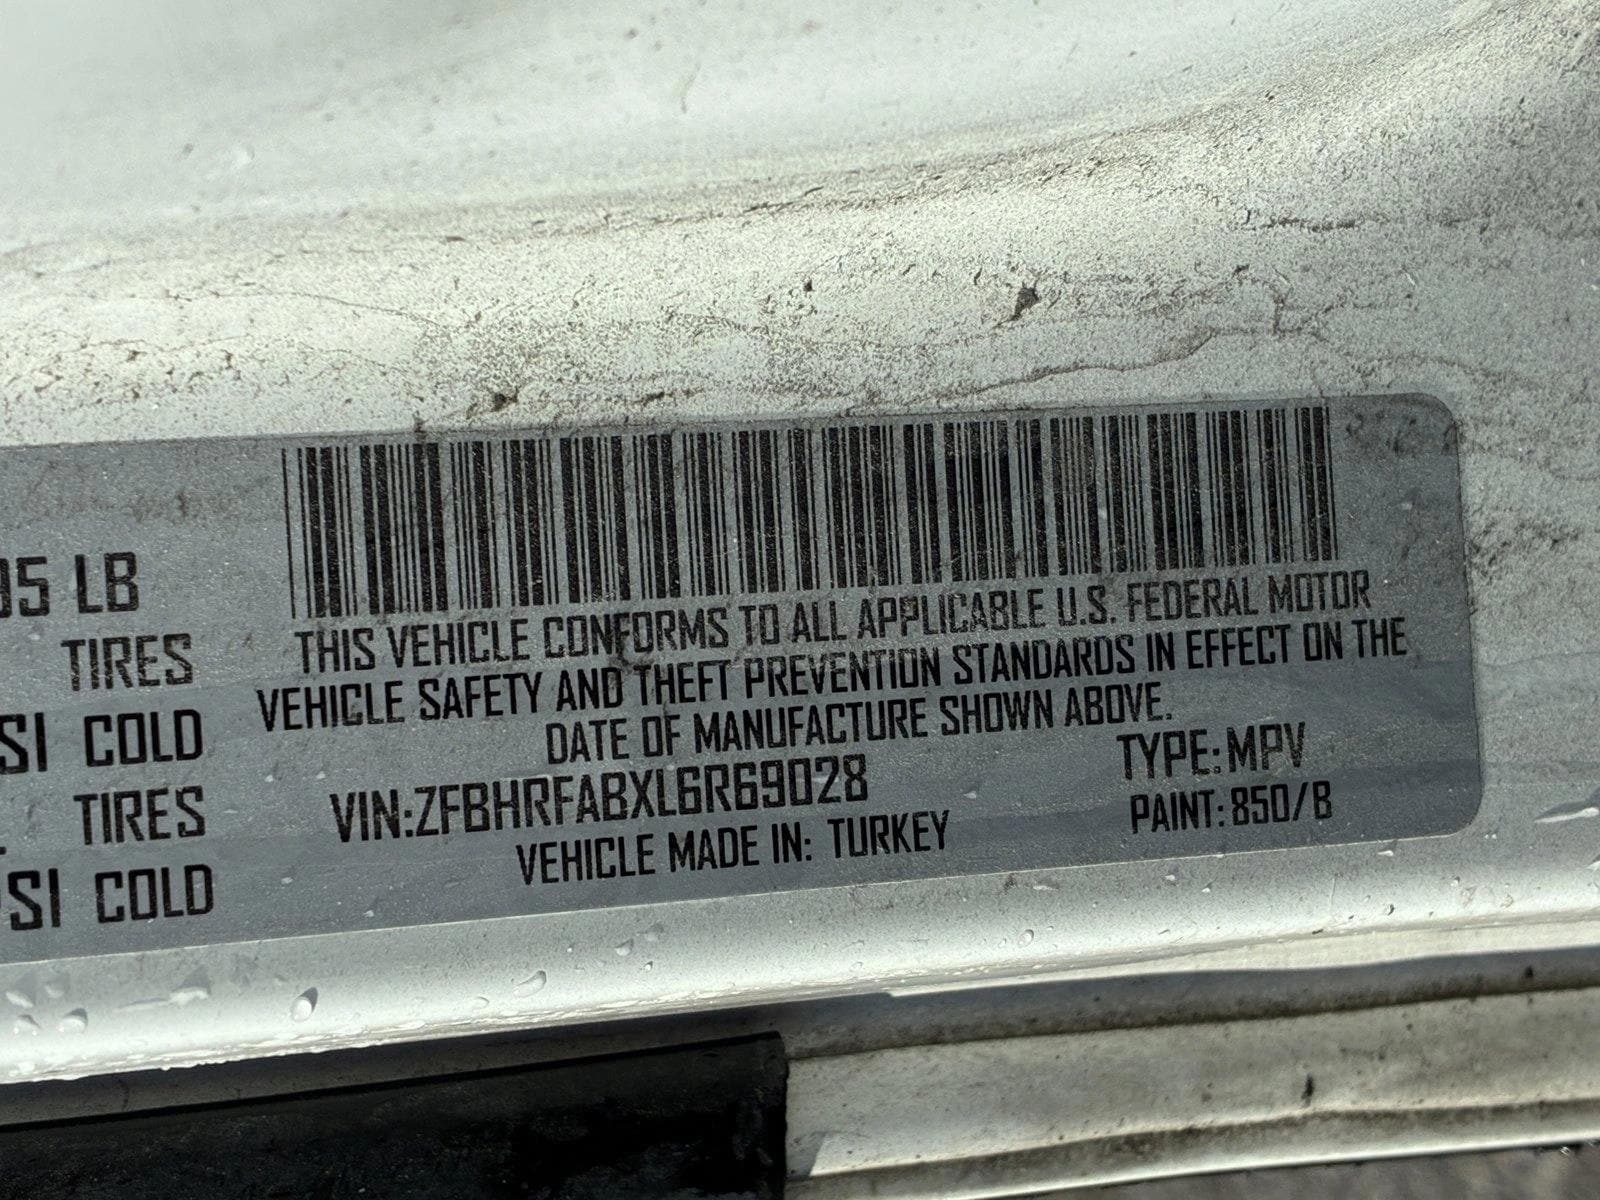 05 LB
TIRES
SI COLD
TIRES
PSI COLD
THIS VEHICLE CONFORMS TO ALL APPLICABLE U.S. FEDERAL MOTOR
VEHICLE SAFETY AND THEFT PREVENTION STANDARDS IN EFFECT ON THE
DATE OF MANUFACTURE SHOWN ABOVE.
VIN:ZFBHRFABXL6R69028
TYPE: MPV
VEHICLE MADE IN: TURKEY
PAINT: 850/B